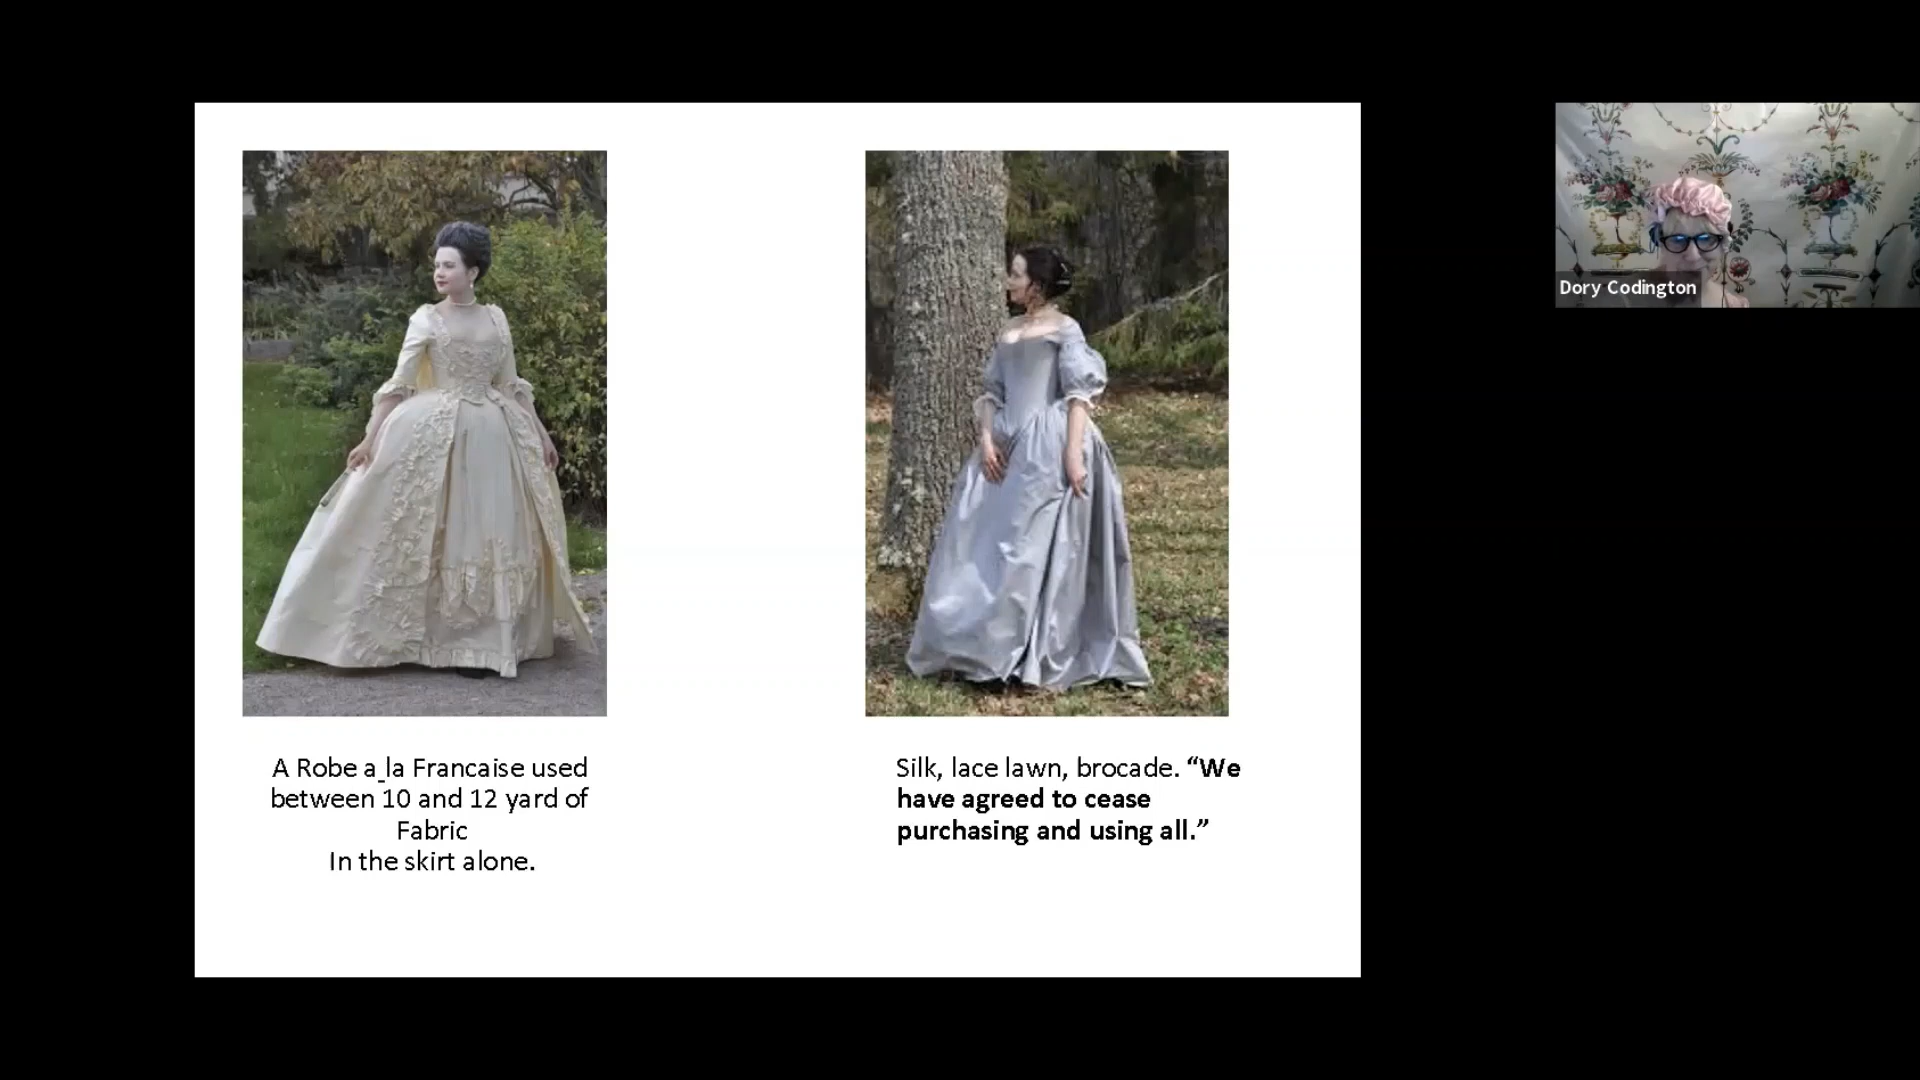 A Robe a la Francaise used
between 10 and 12 yard of
Fabric
In the skirt alone.
Silk, lace lawn, brocade. “We
have agreed to cease
purchasing and using all.”
Dory Codington